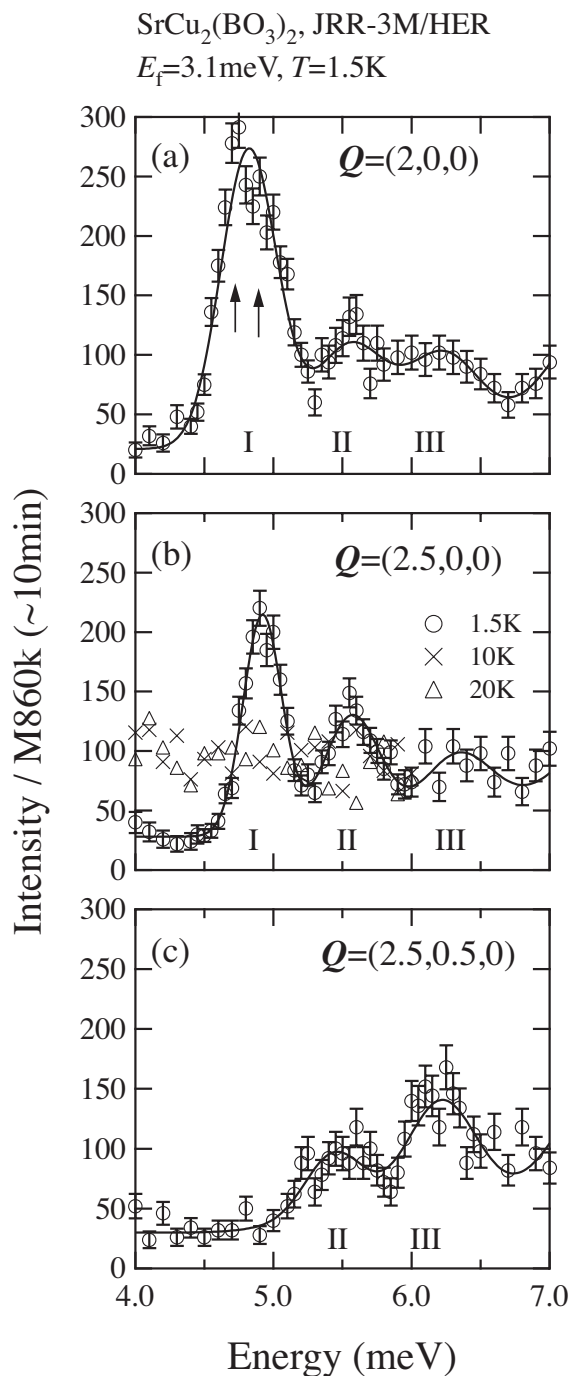 SrCu₂(BO₃)₂, JRR-3M/HER
E_f=3.1meV, T=1.5K
300
(a)
Q=(2,0,0)
250
200
150
100
50
I II III
0
300
(b)
Q=(2.5,0,0)
250
1.5K
200
10K
150
20K
100
50
I II III
0
300
(c)
Q=(2.5,0.5,0)
250
200
150
100
50
II III
0
4.0 5.0 6.0 7.0
Energy (meV)
Intensity / M860k (~10min)